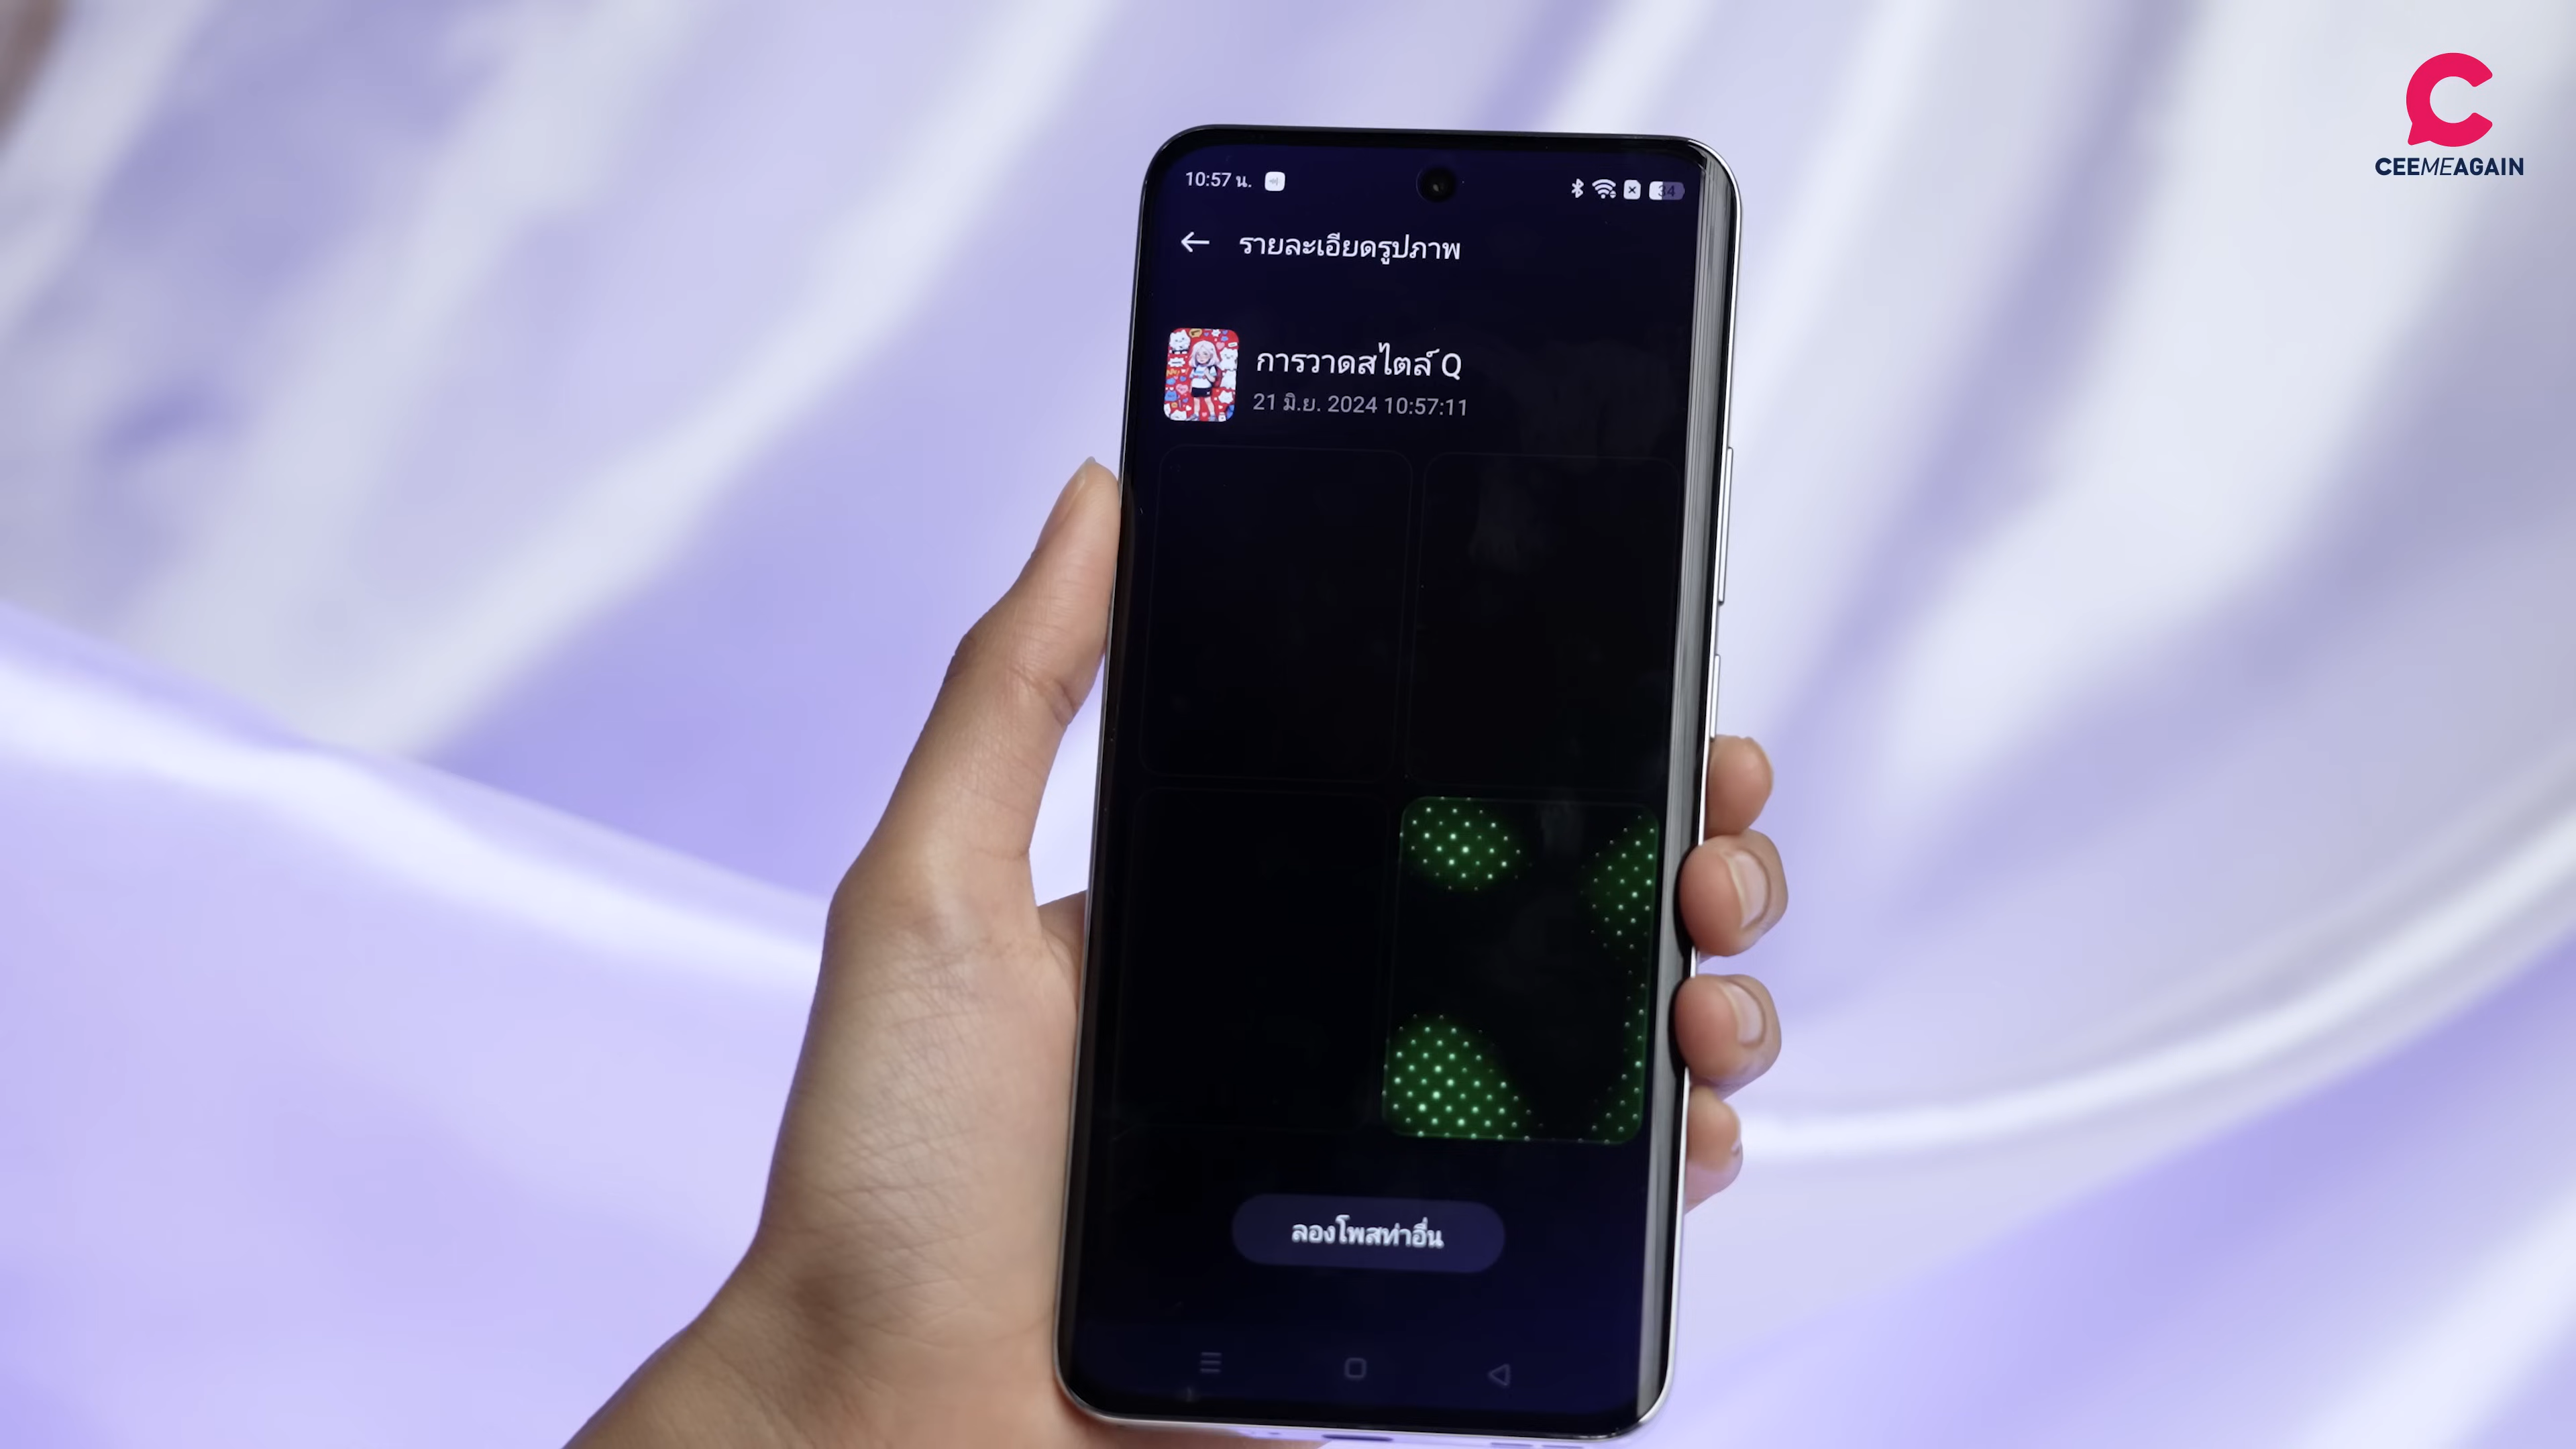 CEEMEAGAIN
10:57 น.
34
รายละเอียดรูปภาพ
การวาดสไตล์ Q
21 มิ.ย. 2024 10:57:11
ลองโพสท่าอื่น